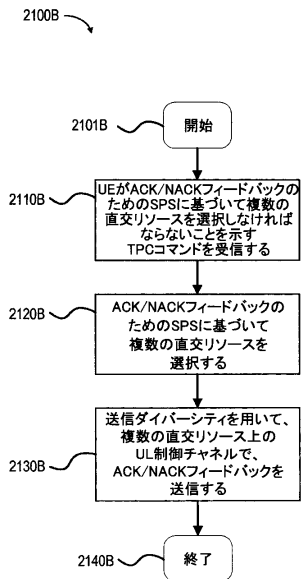 2100B
2101B
開始
2110B
UEがACK/NACKフィードバックの
ためのSPSに基づいて複数の
直交リソースを選択しなければ
ならないことを示す
TPCコマンドを受信する
2120B
ACK/NACKフィードバックの
ためのSPSに基づいて
複数の直交リソースを
選択する
2130B
送信ダイバーシティを用いて、
複数の直交リソース上の
UL制御チャネルで、
ACK/NACKフィードバックを
送信する
2140B
終了